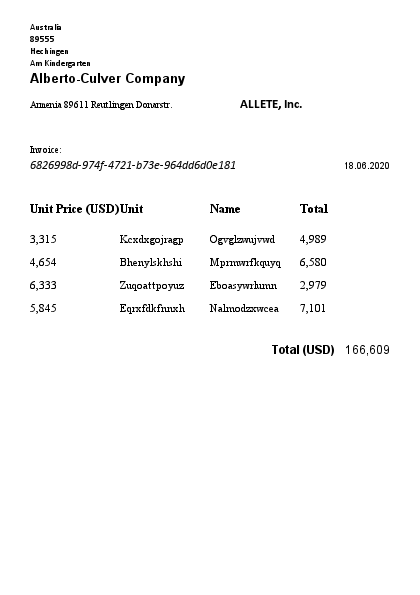 Australia
89555
Hechingen
Am Kindergarten
Alberto-Culver Company
Armenia 89611 Reutlingen Donarstr. ALLETE, Inc.
Invoice:
6826998d-974f-4721-b73e-964dd6d0e181 18.06.2020
Unit Price (USD) Unit Name Total
3,315 Kcxdxgojragp Ogvglzwujvwd 4,989
4,654 Bhenylskhshi Mprmwrfkquyq 6,580
6,333 Zuqoattpoyuz Eboasywrlumn 2,979
5,845 Eqrxfdkfnnxh Nalmodzxwcea 7,101
Total (USD) 166,609